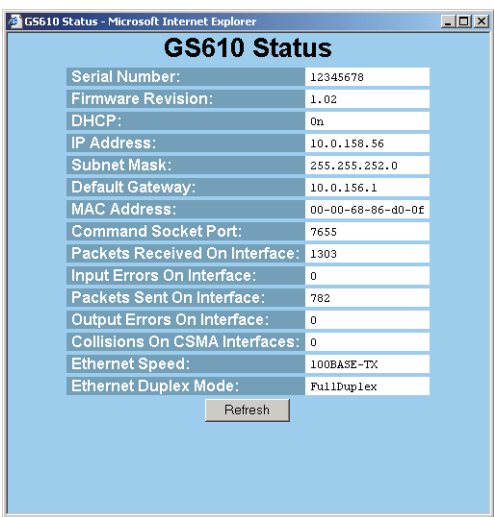 GS610 Status - Microsoft Internet Explorer
GS610 Status
Serial Number: 12345678
Firmware Revision: 1.02
DHCP: On
IP Address: 10.0.158.56
Subnet Mask: 255.255.252.0
Default Gateway: 10.0.156.1
MAC Address: 00-00-68-86-d0-0f
Command Socket Port: 7655
Packets Received On Interface: 1303
Input Errors On Interface: 0
Packets Sent On Interface: 782
Output Errors On Interface: 0
Collisions On CSMA Interfaces: 0
Ethernet Speed: 100BASE-TX
Ethernet Duplex Mode: FullDuplex
Refresh